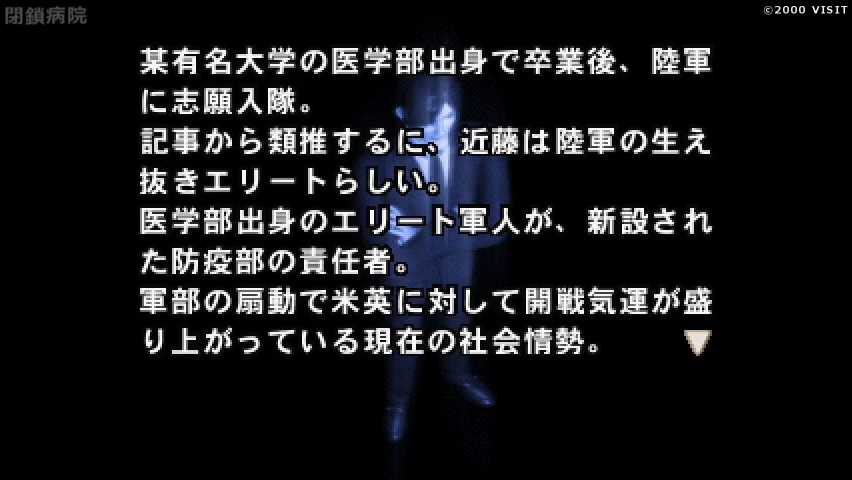 閉鎖病院
©2000 VISIT
某有名大学の医学部出身で卒業後、陸軍
に志願入隊。
記事から類推するに、近藤は陸軍の生え
抜きエリートらしい。
医学部出身のエリート軍人が、新設され
た防疫部の責任者。
軍部の扇動で米英に対して開戦気運が盛
り上がっている現在の社会情勢。